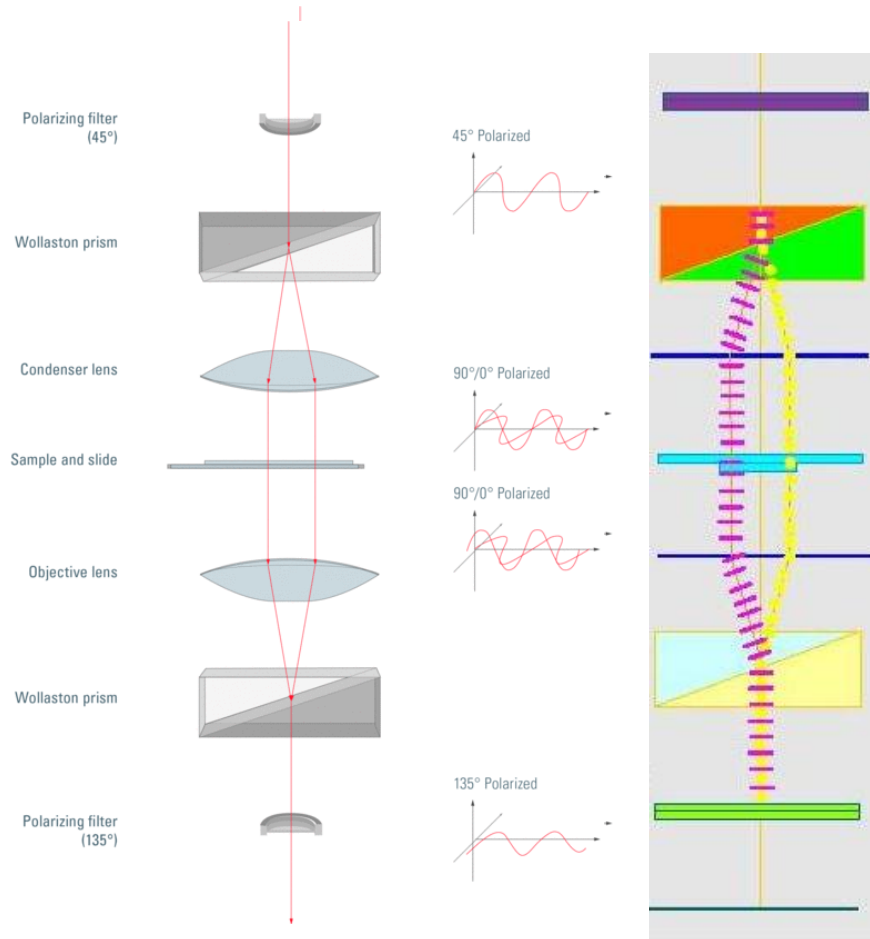 Polarizing filter
(45°)
45° Polarized
Wollaston prism
Condenser lens
90°/0° Polarized
Sample and slide
90°/0° Polarized
Objective lens
Wollaston prism
135° Polarized
Polarizing filter
(135°)